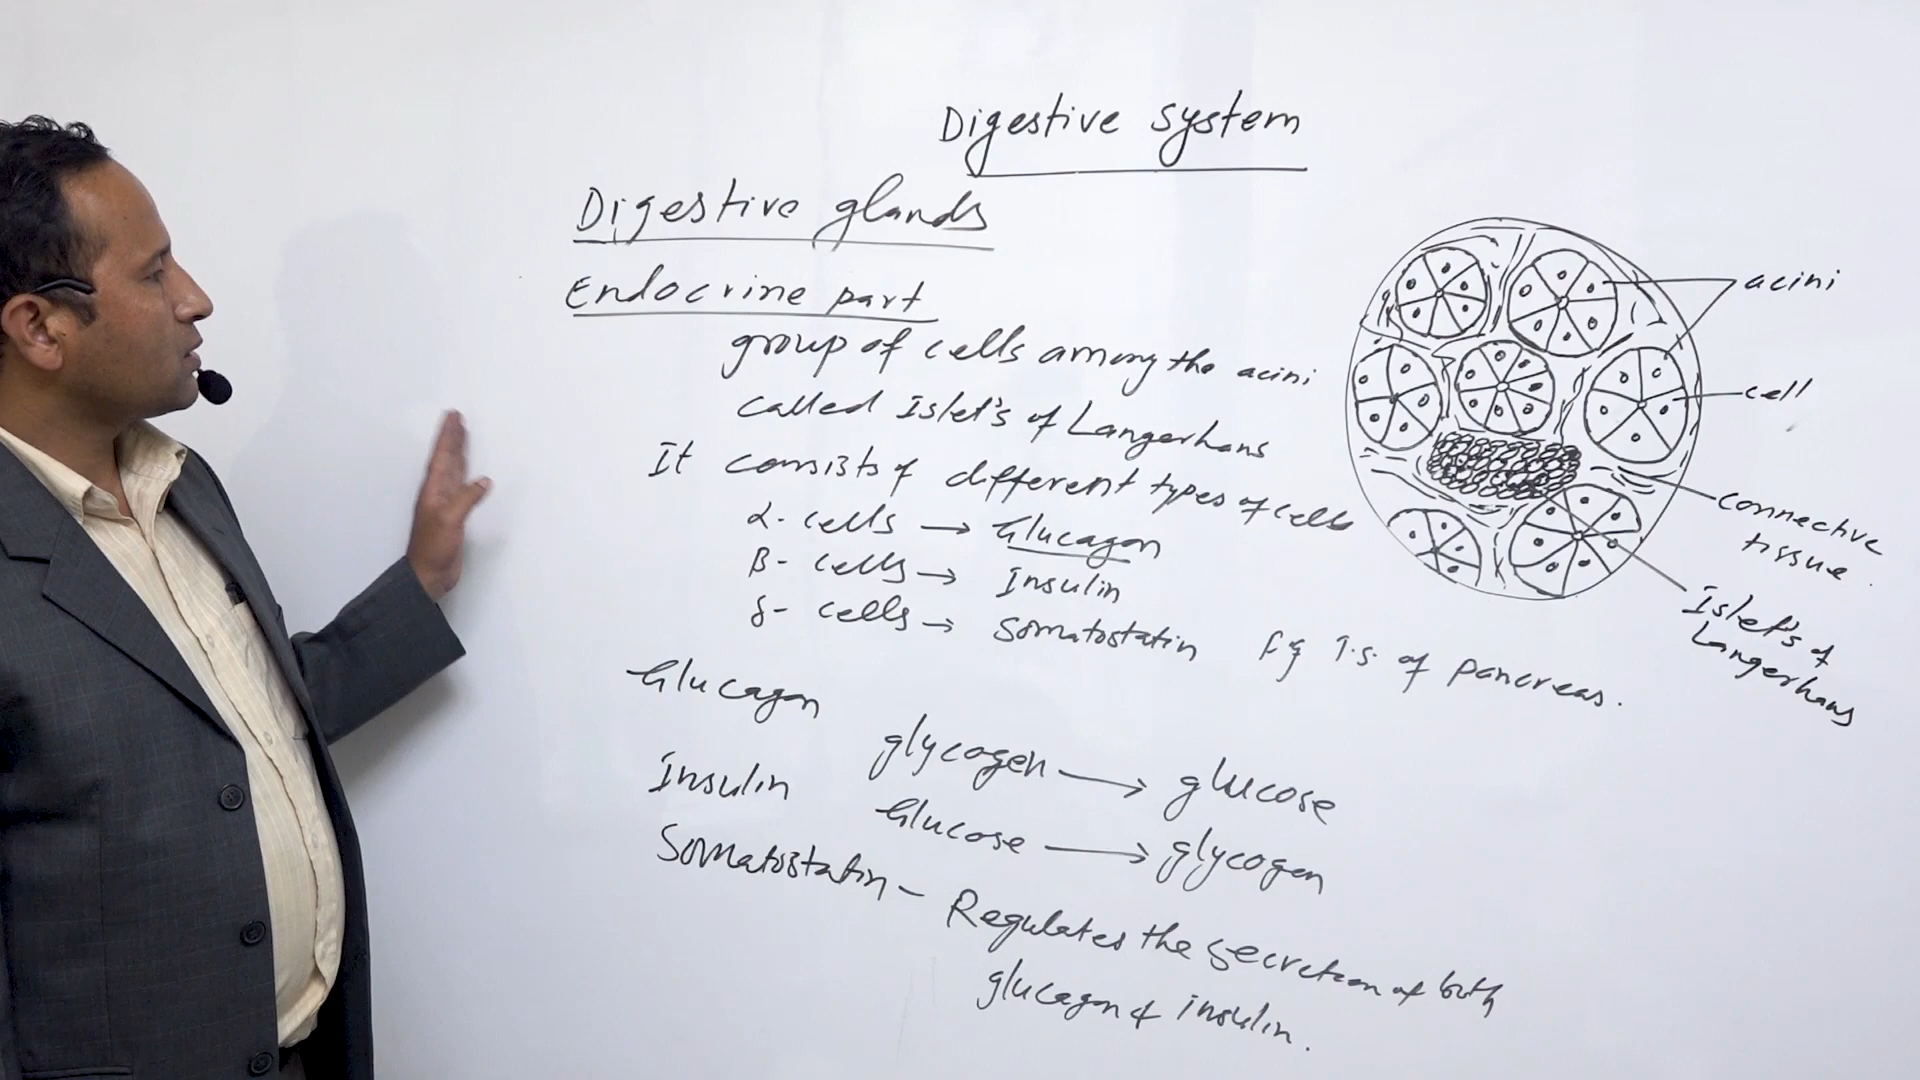 Digestive system
Digestive glands
Endocrine part
group of cells among the acini
called Islet's of Langerhans
It consists of different types of cells
α- cells → Glucagon
β- cells → Insulin
δ- cells → Somatostatin
Glucagon glycogen → glucose
Insulin Glucose → glycogen
Somatostatin - Regulates the secretion of both
glucagon & insulin.
acini
cell
connective
tissue.
Islet's of
Langerhans
fig T.S. of pancreas.